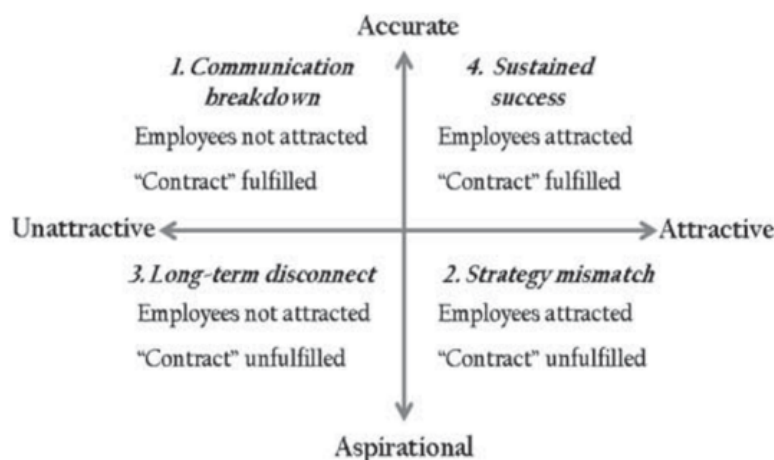 Accurate
1. Communication
breakdown
Employees not attracted
“Contract” fulfilled
4. Sustained
success
Employees attracted
“Contract” fulfilled
Unattractive
Attractive
3. Long-term disconnect
Employees not attracted
“Contract” unfulfilled
2. Strategy mismatch
Employees attracted
“Contract” unfulfilled
Aspirational